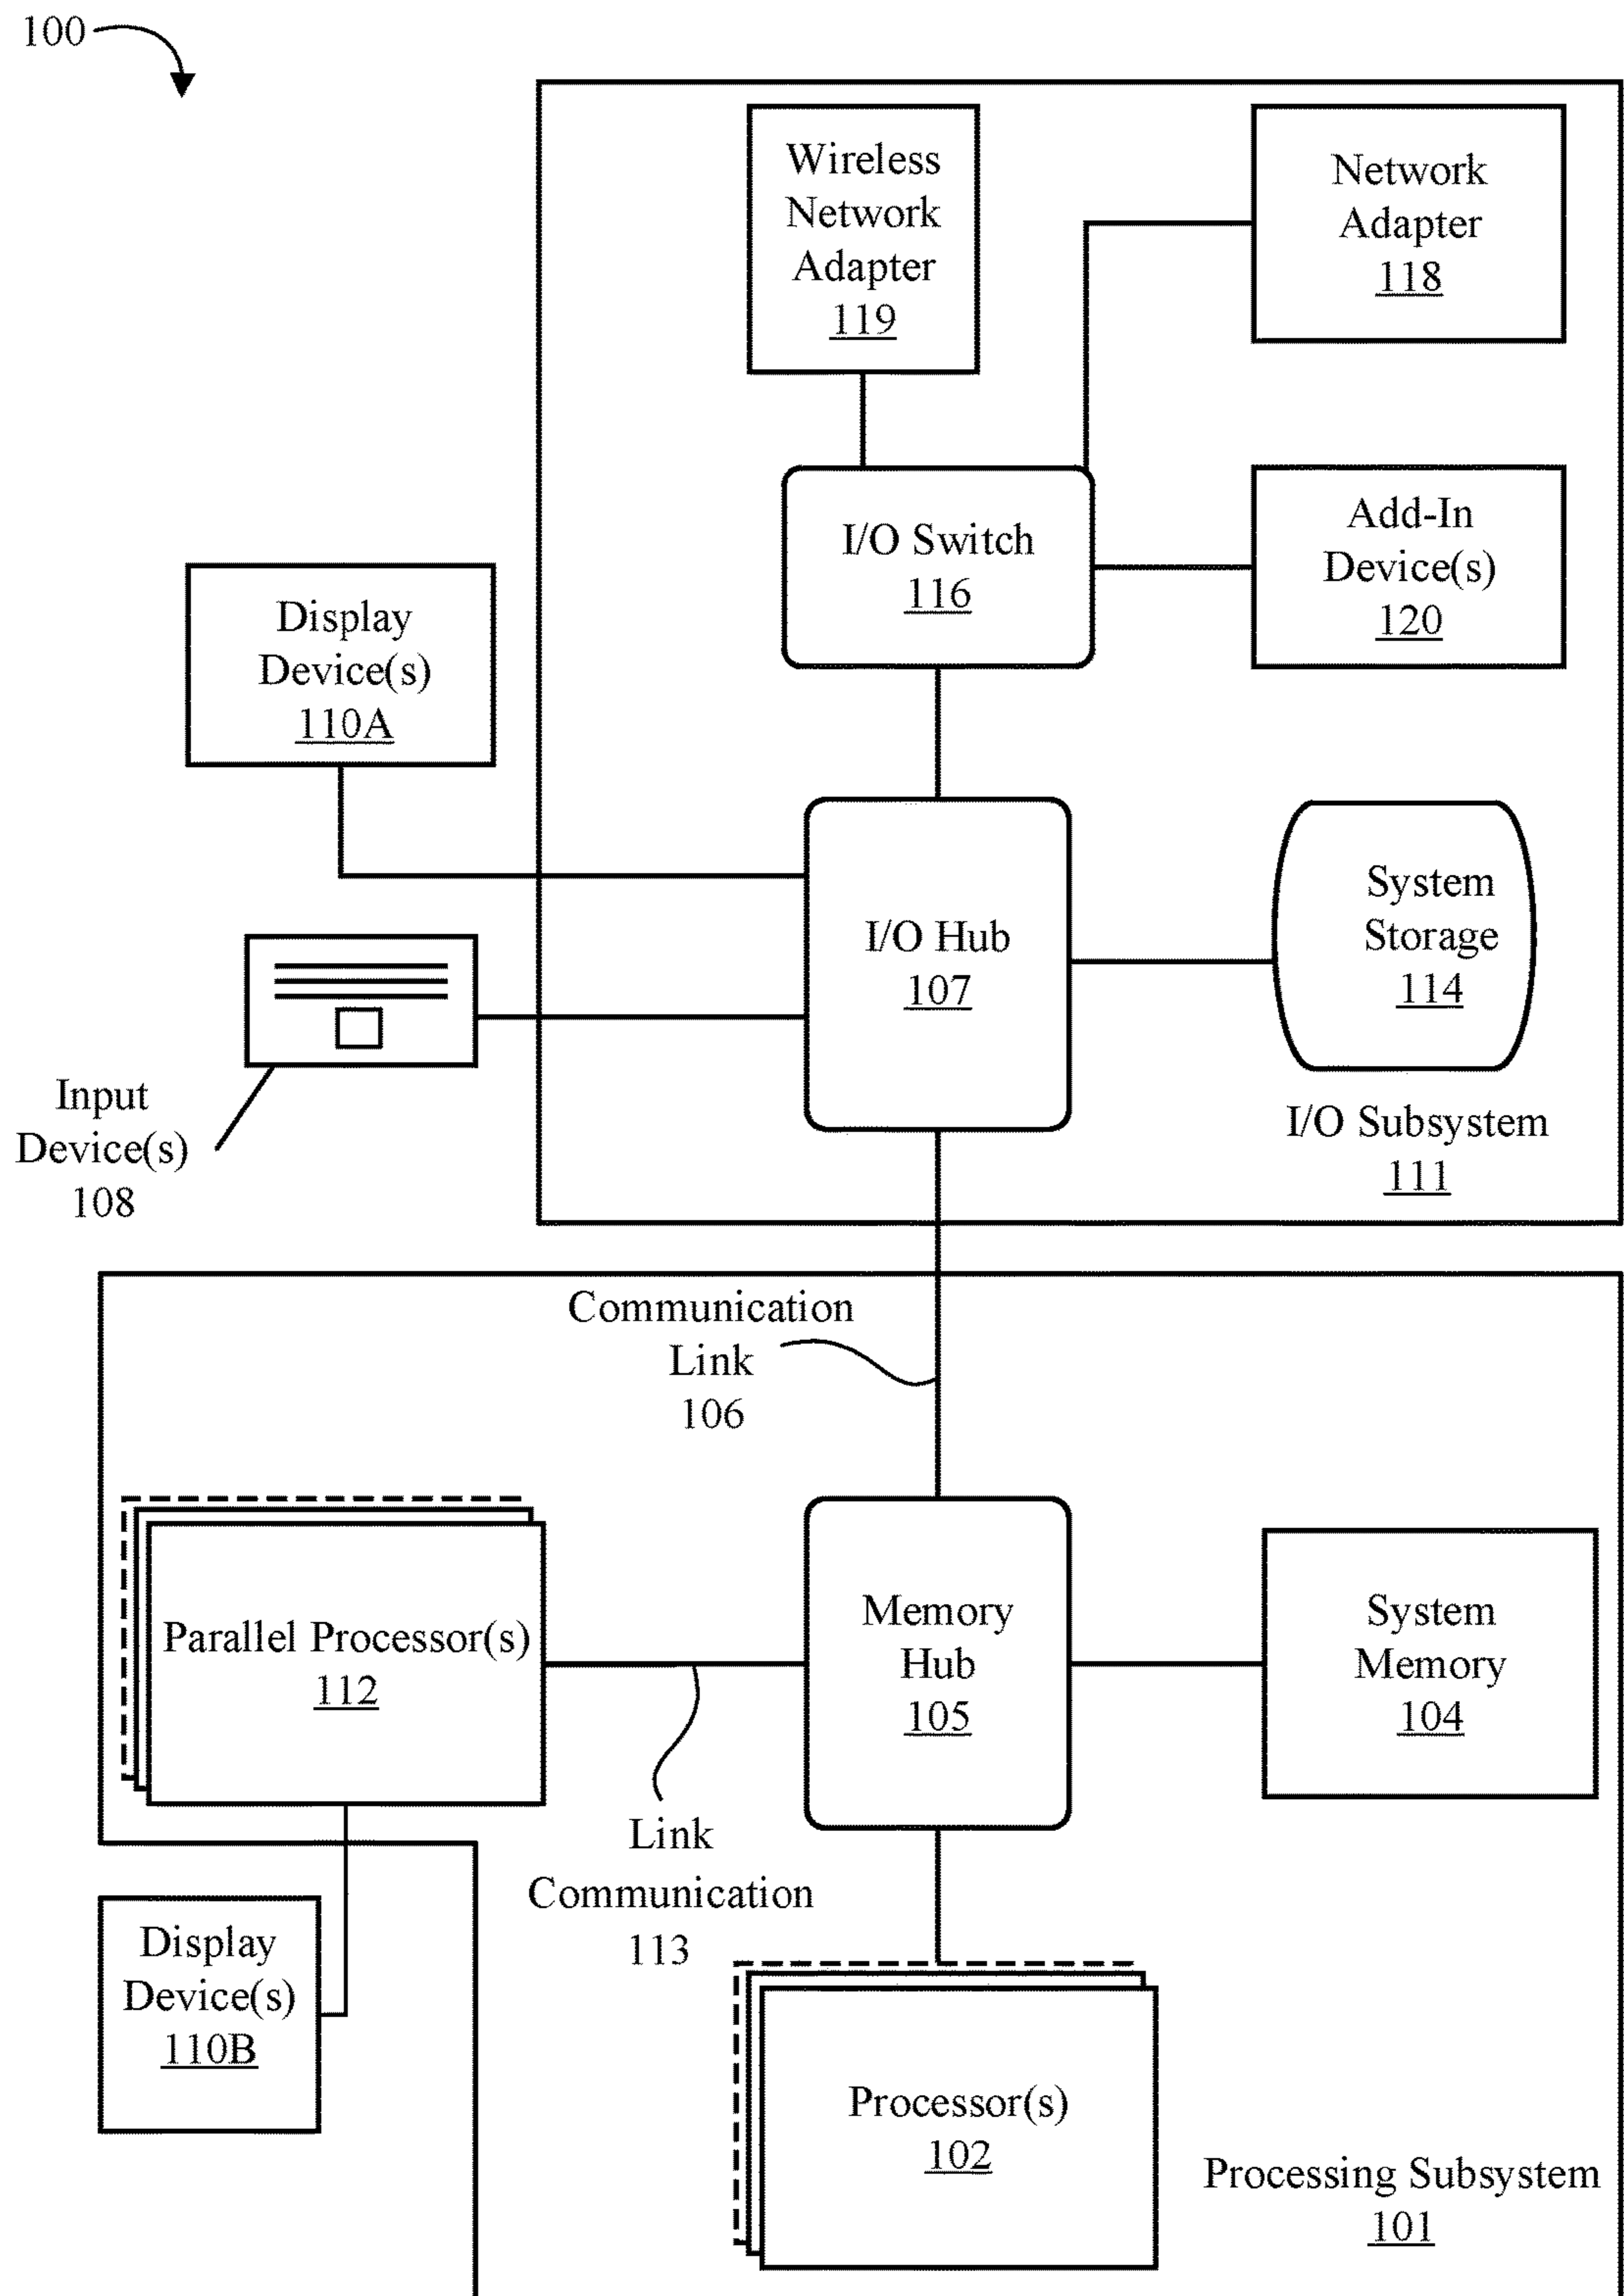 100
Wireless
Network
Adapter
119
Network
Adapter
118
I/O Switch
116
Add-In
Device(s)
120
Display
Device(s)
110A
I/O Hub
107
System
Storage
114
Input
Device(s)
108
I/O Subsystem
111
Communication
Link
106
Parallel Processor(s)
112
Memory
Hub
105
System
Memory
104
Link
Communication
113
Display
Device(s)
110B
Processor(s)
102
Processing Subsystem
101